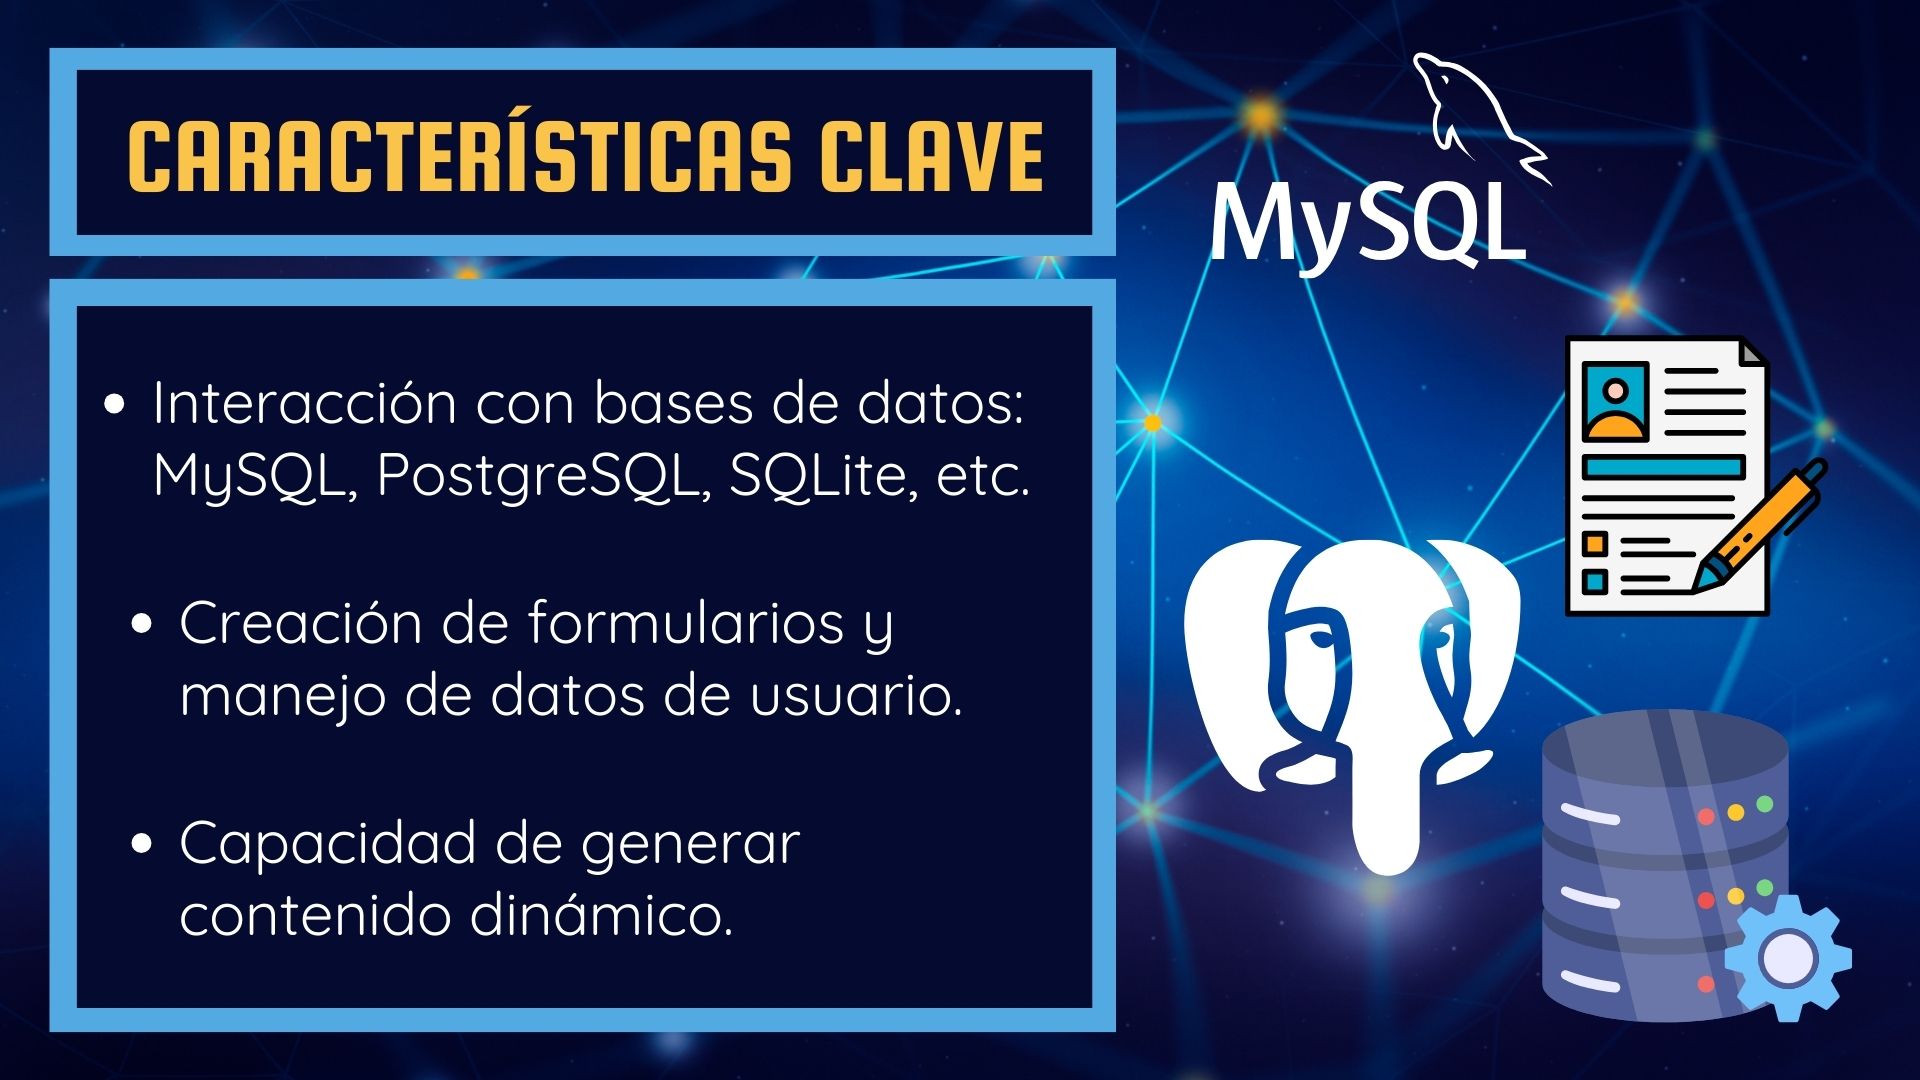 CARACTERÍSTICAS CLAVE
• Interacción con bases de datos:
MySQL, PostgreSQL, SQLite, etc.
• Creación de formularios y
manejo de datos de usuario.
• Capacidad de generar
contenido dinámico.
MySQL